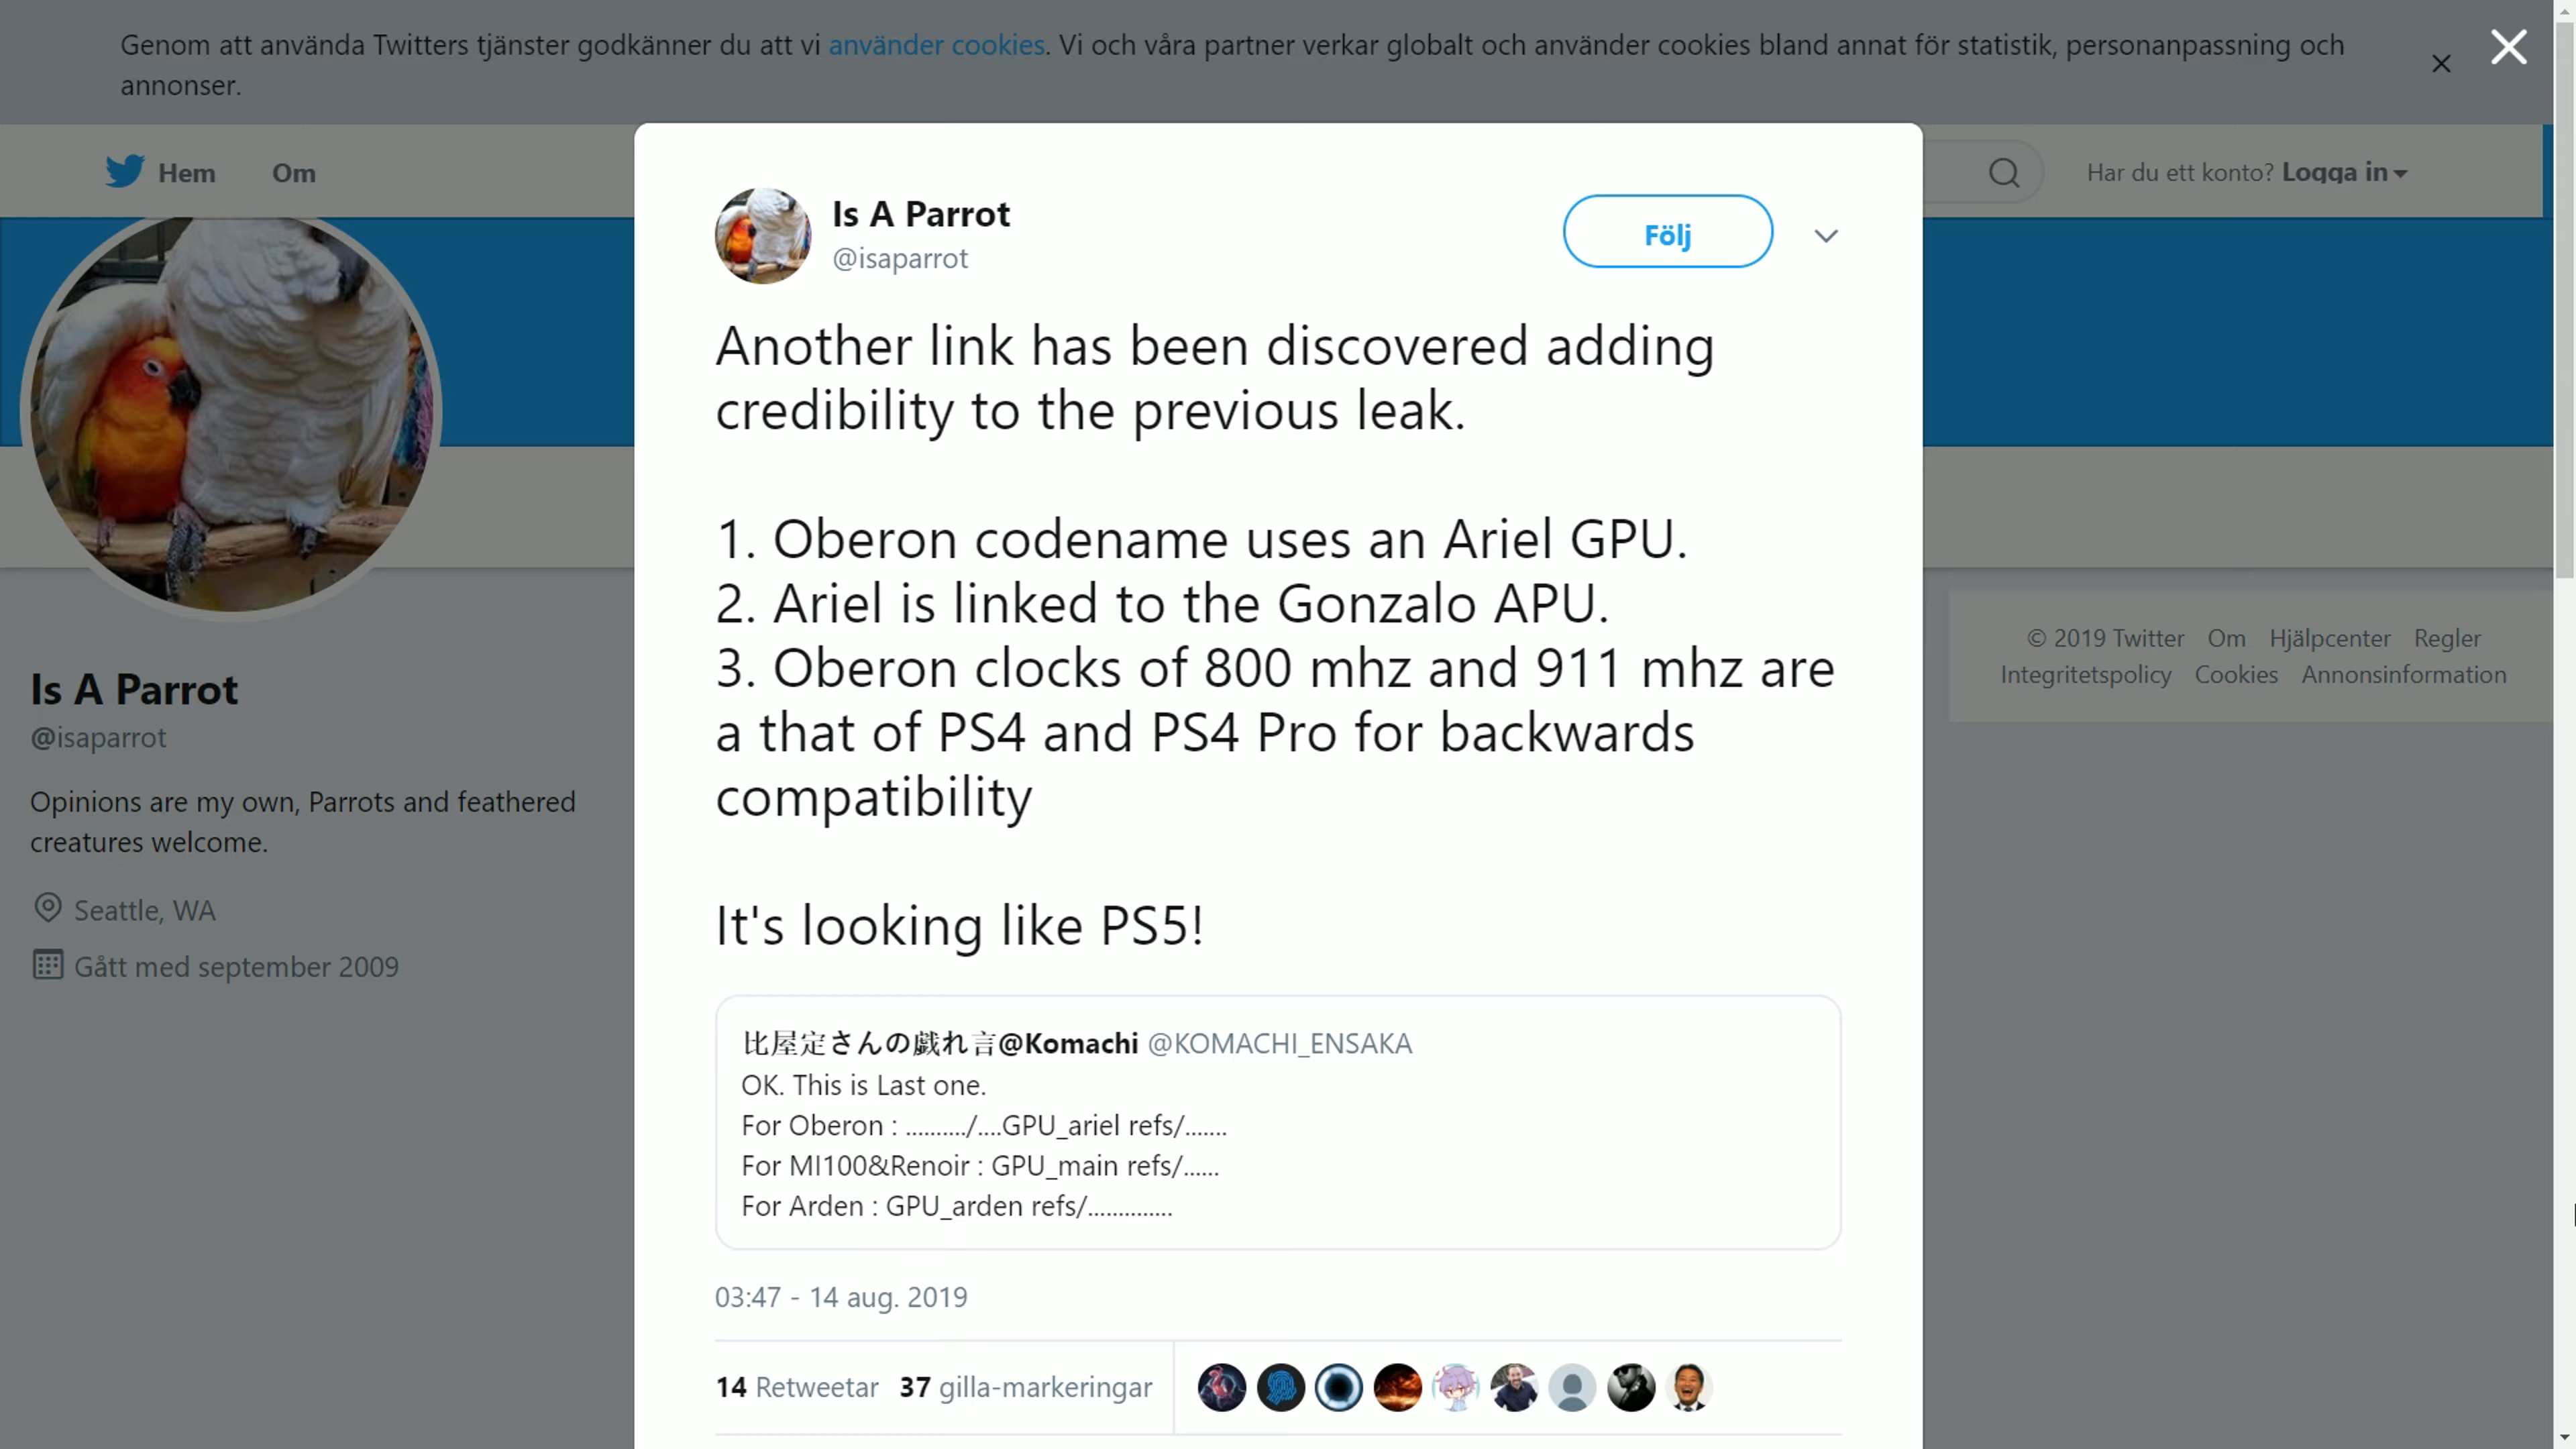 Genom att använda Twitters tjänster godkänner du att vi använder cookies. Vi och våra partner verkar globalt och använder cookies bland annat för statistik, personanpassning och
annonser.
Hem Om
Har du ett konto? Logga in
Is A Parrot
@isaparrot
Följ
Another link has been discovered adding
credibility to the previous leak.
1. Oberon codename uses an Ariel GPU.
2. Ariel is linked to the Gonzalo APU.
3. Oberon clocks of 800 mhz and 911 mhz are
a that of PS4 and PS4 Pro for backwards
compatibility
It's looking like PS5!
比屋定さんの戯れ言@Komachi @KOMACHI_ENSAKA
OK. This is Last one.
For Oberon : ........../....GPU_ariel refs/.......
For MI100&Renoir : GPU_main refs/......
For Arden : GPU_arden refs/..............
03:47 - 14 aug. 2019
14 Retweetar 37 gilla-markeringar
Is A Parrot
@isaparrot
Opinions are my own, Parrots and feathered
creatures welcome.
Seattle, WA
Gått med september 2009
© 2019 Twitter Om Hjälpcenter Regler
Integritetspolicy Cookies Annonsinformation